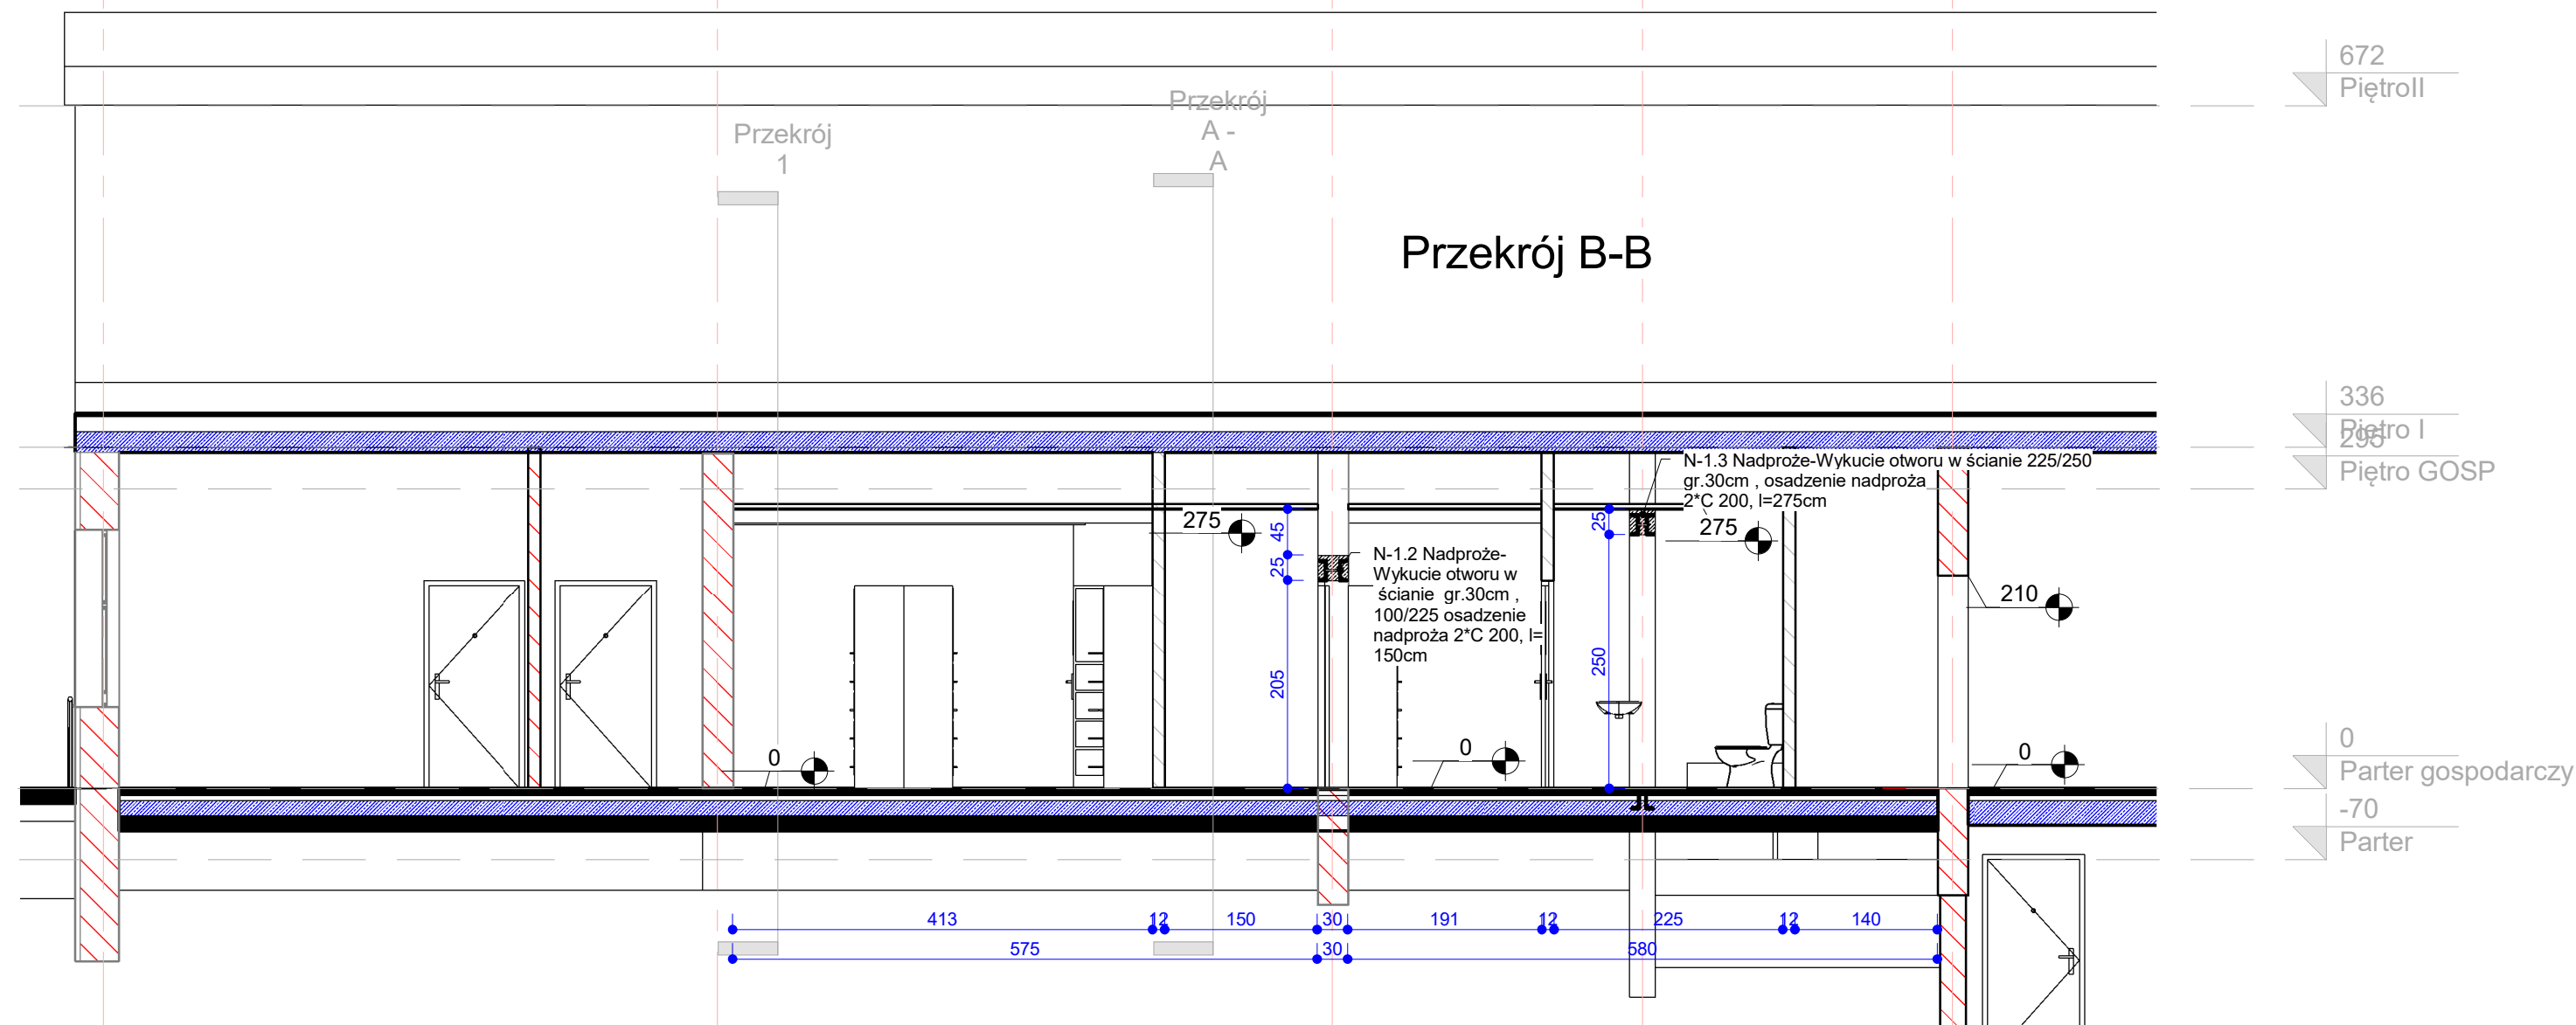 672
PiętroII
Przekrój
A -
A
Przekrój
1
Przekrój B-B
336
Piętro I
295
Piętro GOSP
N-1.3 Nadproże-Wykucie otworu w ścianie 225/250
gr.30cm , osadzenie nadproża
2*C 200, l=275cm
275
275
45
25
25
N-1.2 Nadproże-
Wykucie otworu w
ścianie gr.30cm ,
100/225 osadzenie
nadproża 2*C 200, l=
150cm
210
205
250
0
0
0
0
Parter gospodarczy
-70
Parter
413
12
150
30
191
12
225
12
140
575
30
580